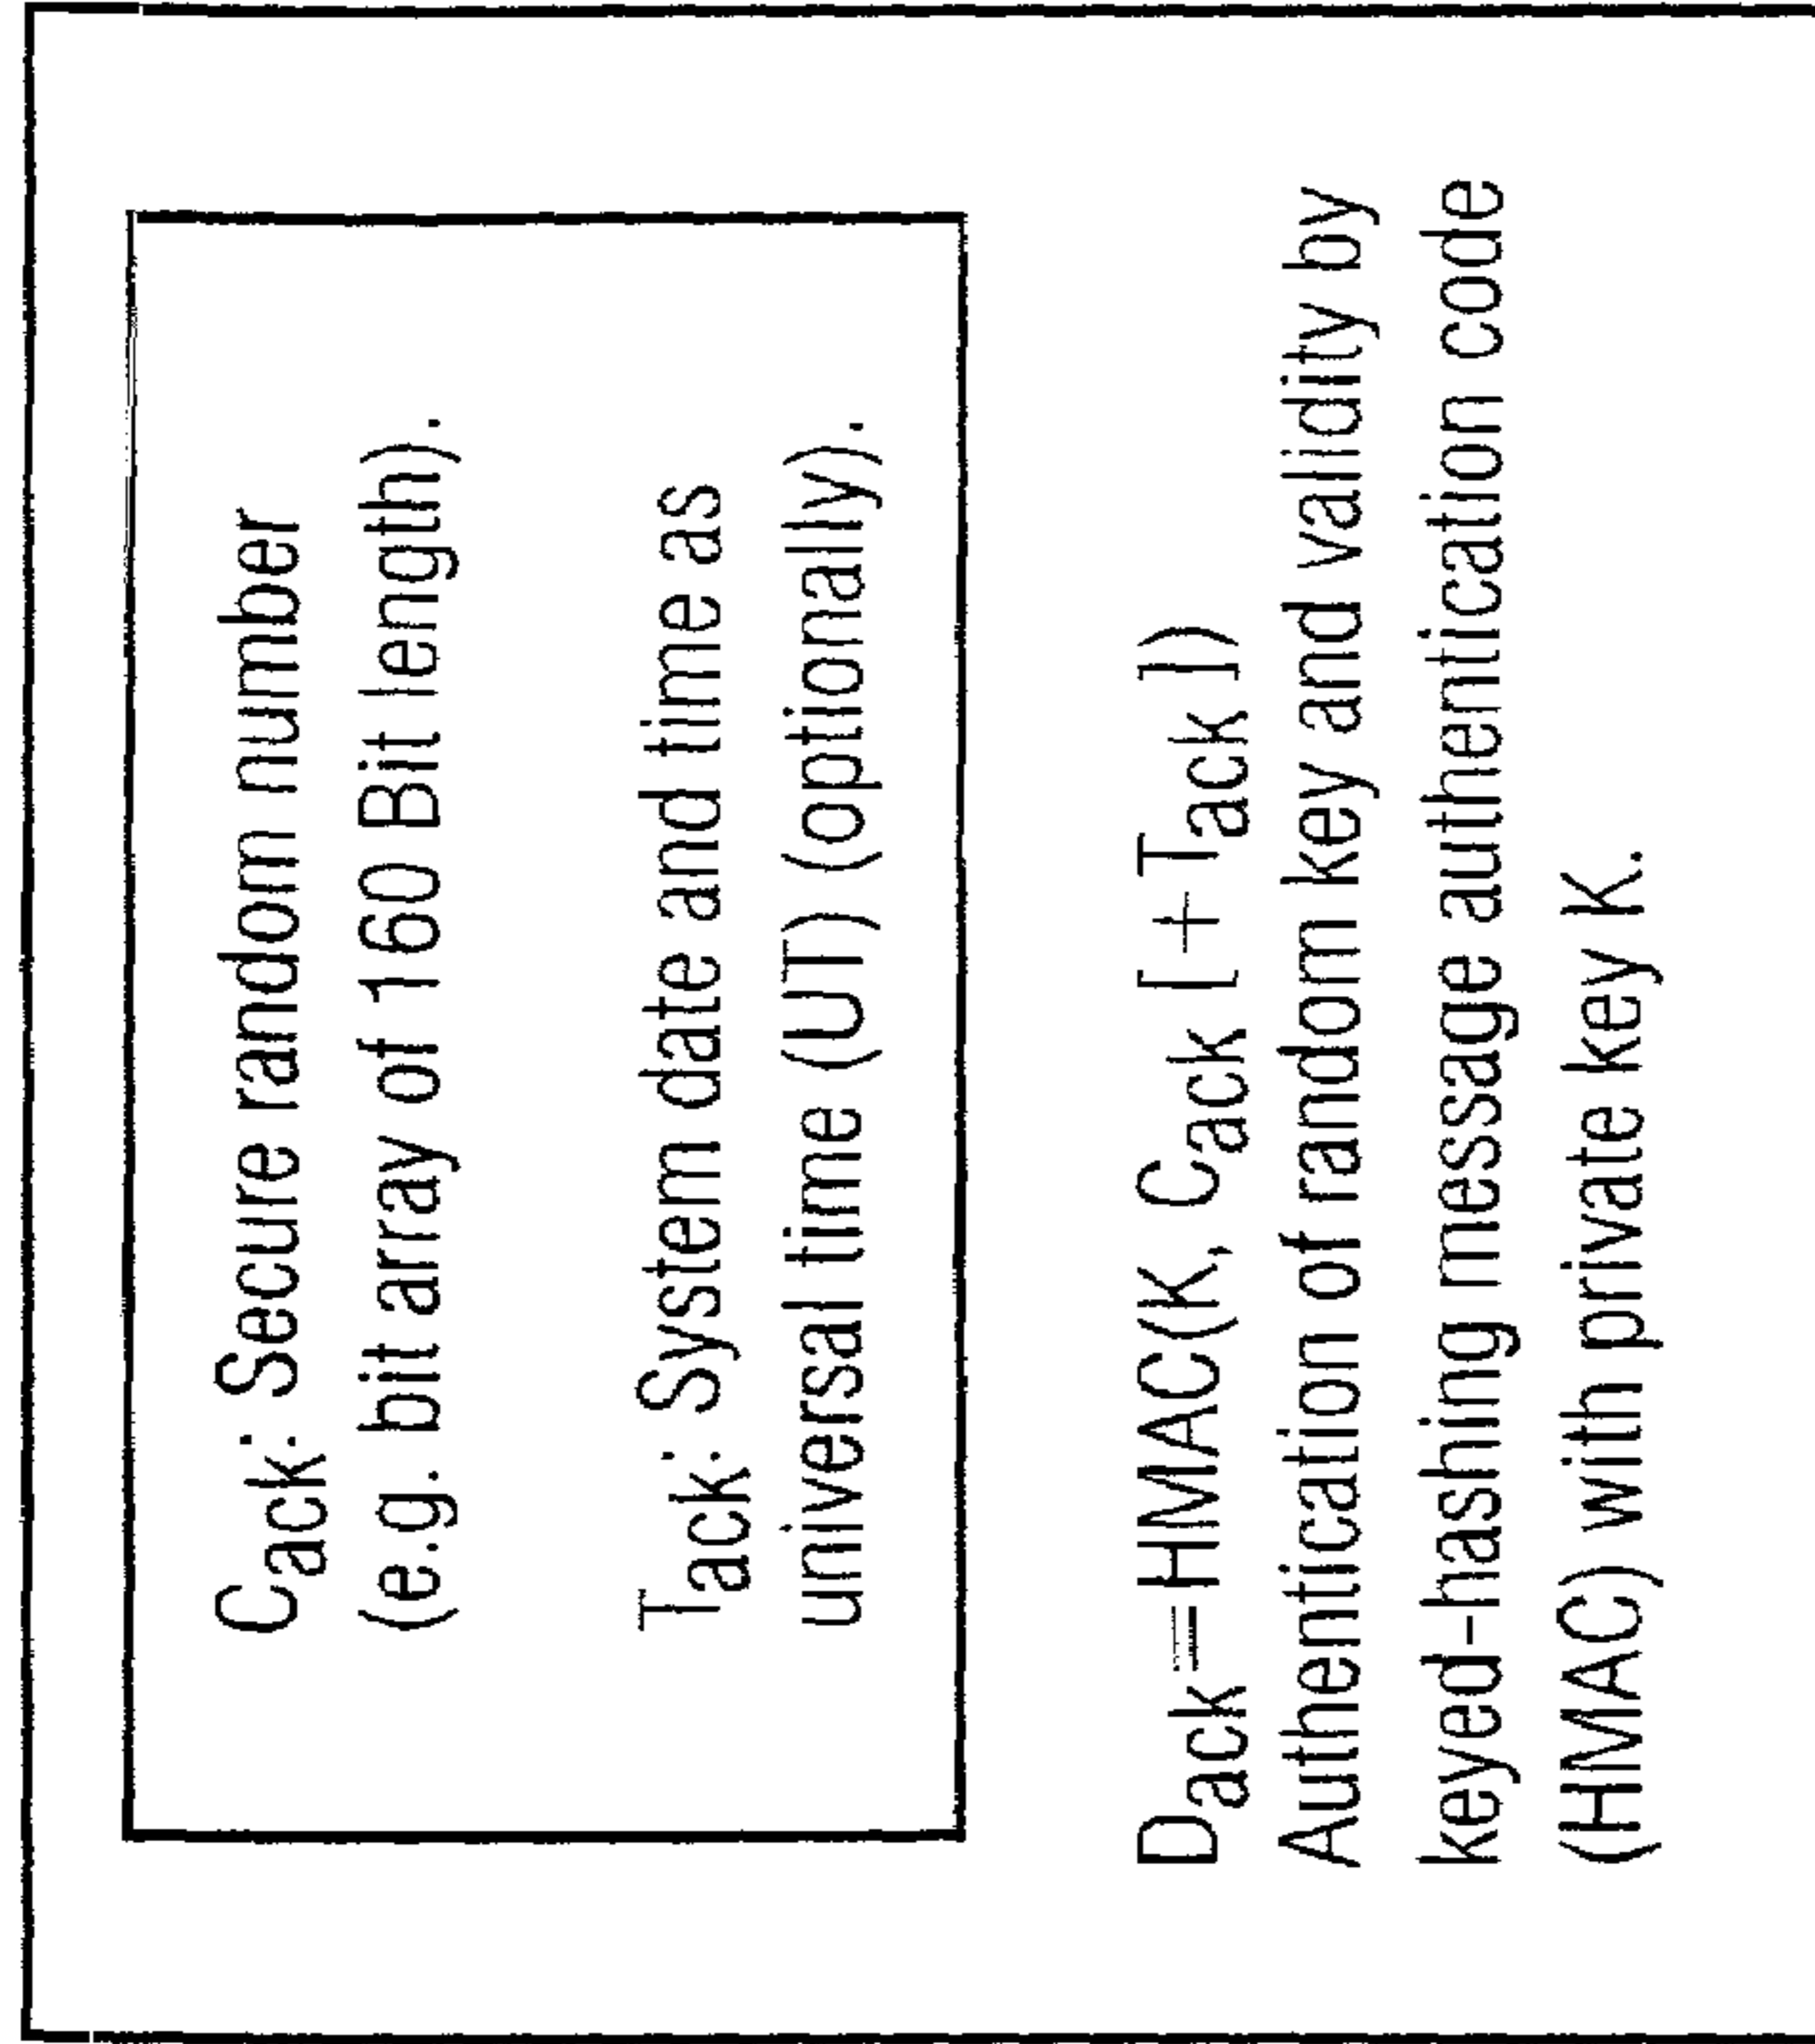 Cack: Secure random number
(e.g. bit array of 160 Bit length).
Tack: System date and time as
universal time (UT) (optionally).
Dack=HMAC(K, Cack [+Tack])
Authentication of random key and validity by
keyed-hashing message authentication code
(HMAC) with private key K.